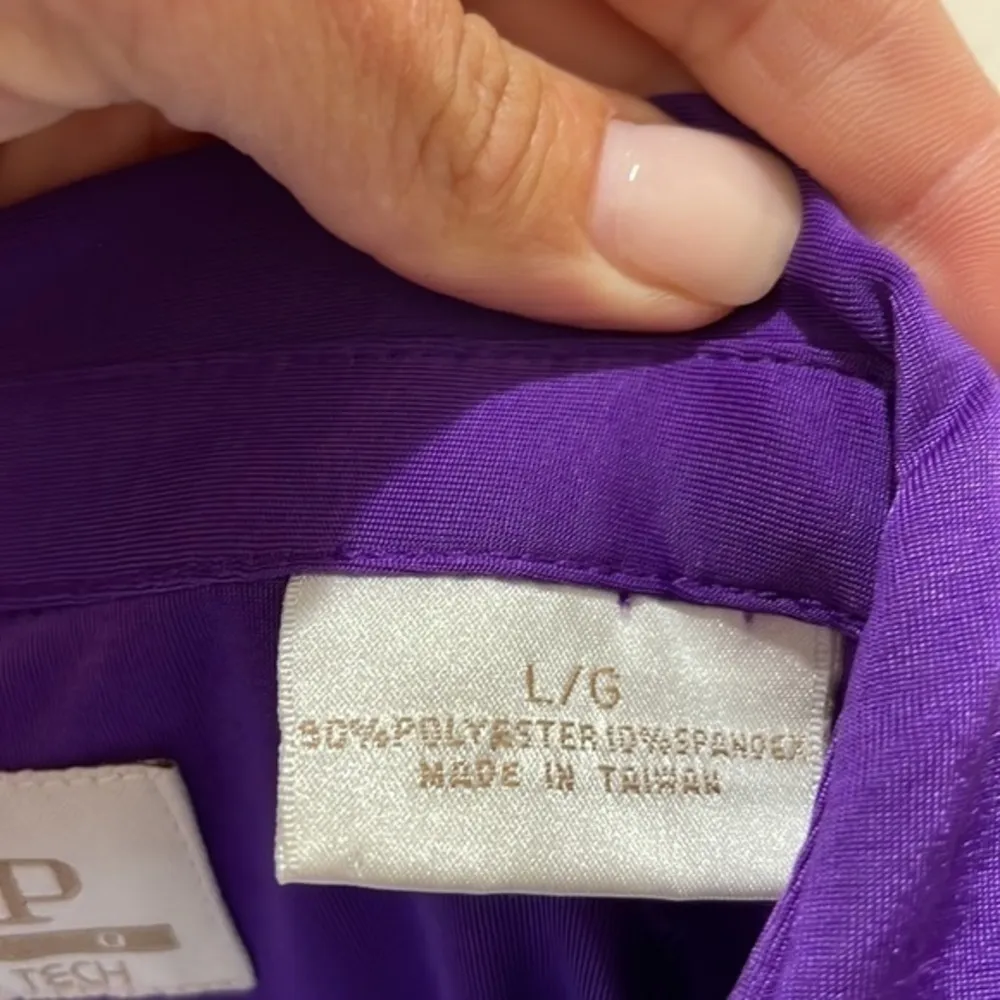 L/G
90%POLYESTER10%SPANDEX
MADE IN TAIWAN
P
TECH